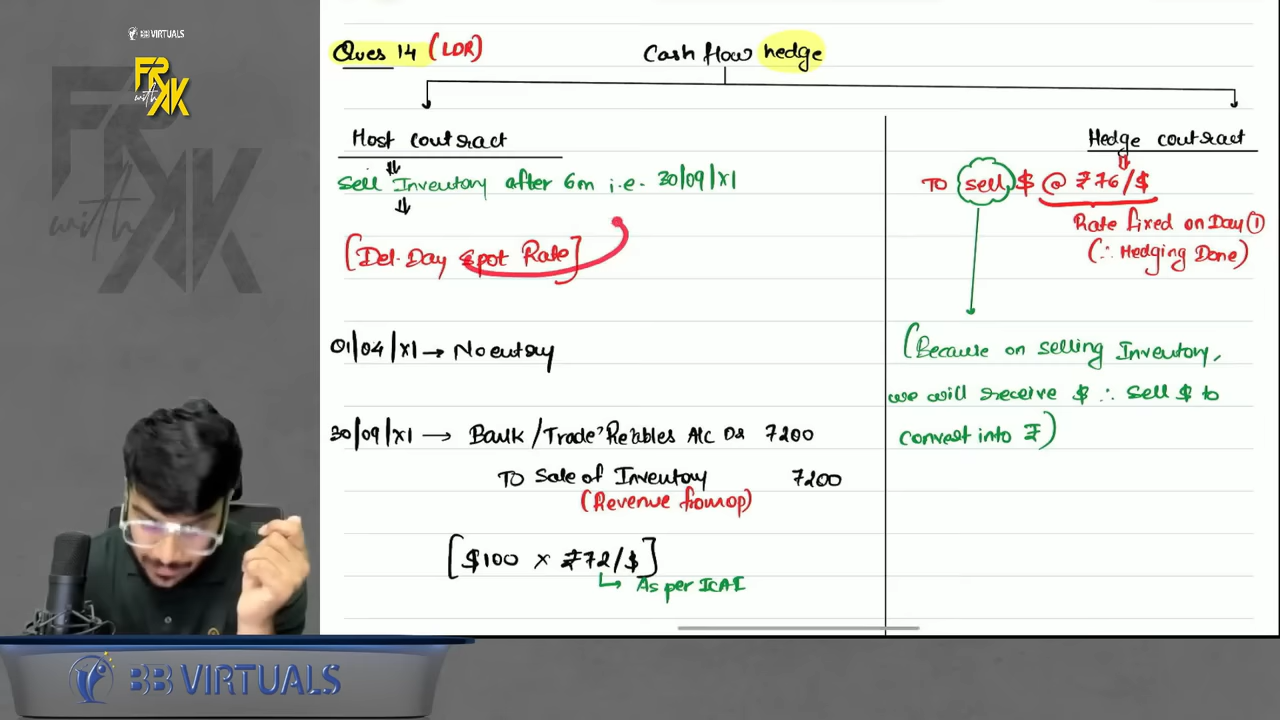 BB VIRTUALS
FR
with
AK
Ques 14 (LDR)
Cash flow hedge
Host contract
Sell Inventory after 6m i.e. 30/09/X1
[Del. Day spot Rate]
01/04/X1 → No entry
30/09/X1 → Bank / Trade Re'ables A/c Dr 7200
To Sale of Inventory 7200
(Revenue from op)
[$100 × ₹72/$]
As per ICAI
Hedge contract
To sell $ @ ₹76/$
Rate fixed on Day ①
(∴ Hedging Done)
(Because on selling Inventory,
we will receive $ ∴ Sell $ to
convert into ₹)
BB VIRTUALS